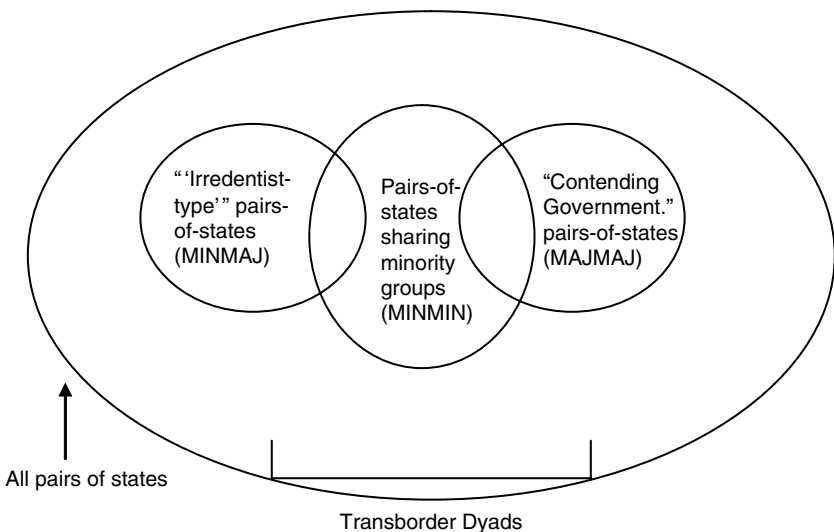 “‘Irredentist-
type’” pairs-
of-states
(MINMAJ)
Pairs-of-
states
sharing
minority
groups
(MINMIN)
“Contending
Government.”
pairs-of-states
(MAJMAJ)
All pairs of states
Transborder Dyads